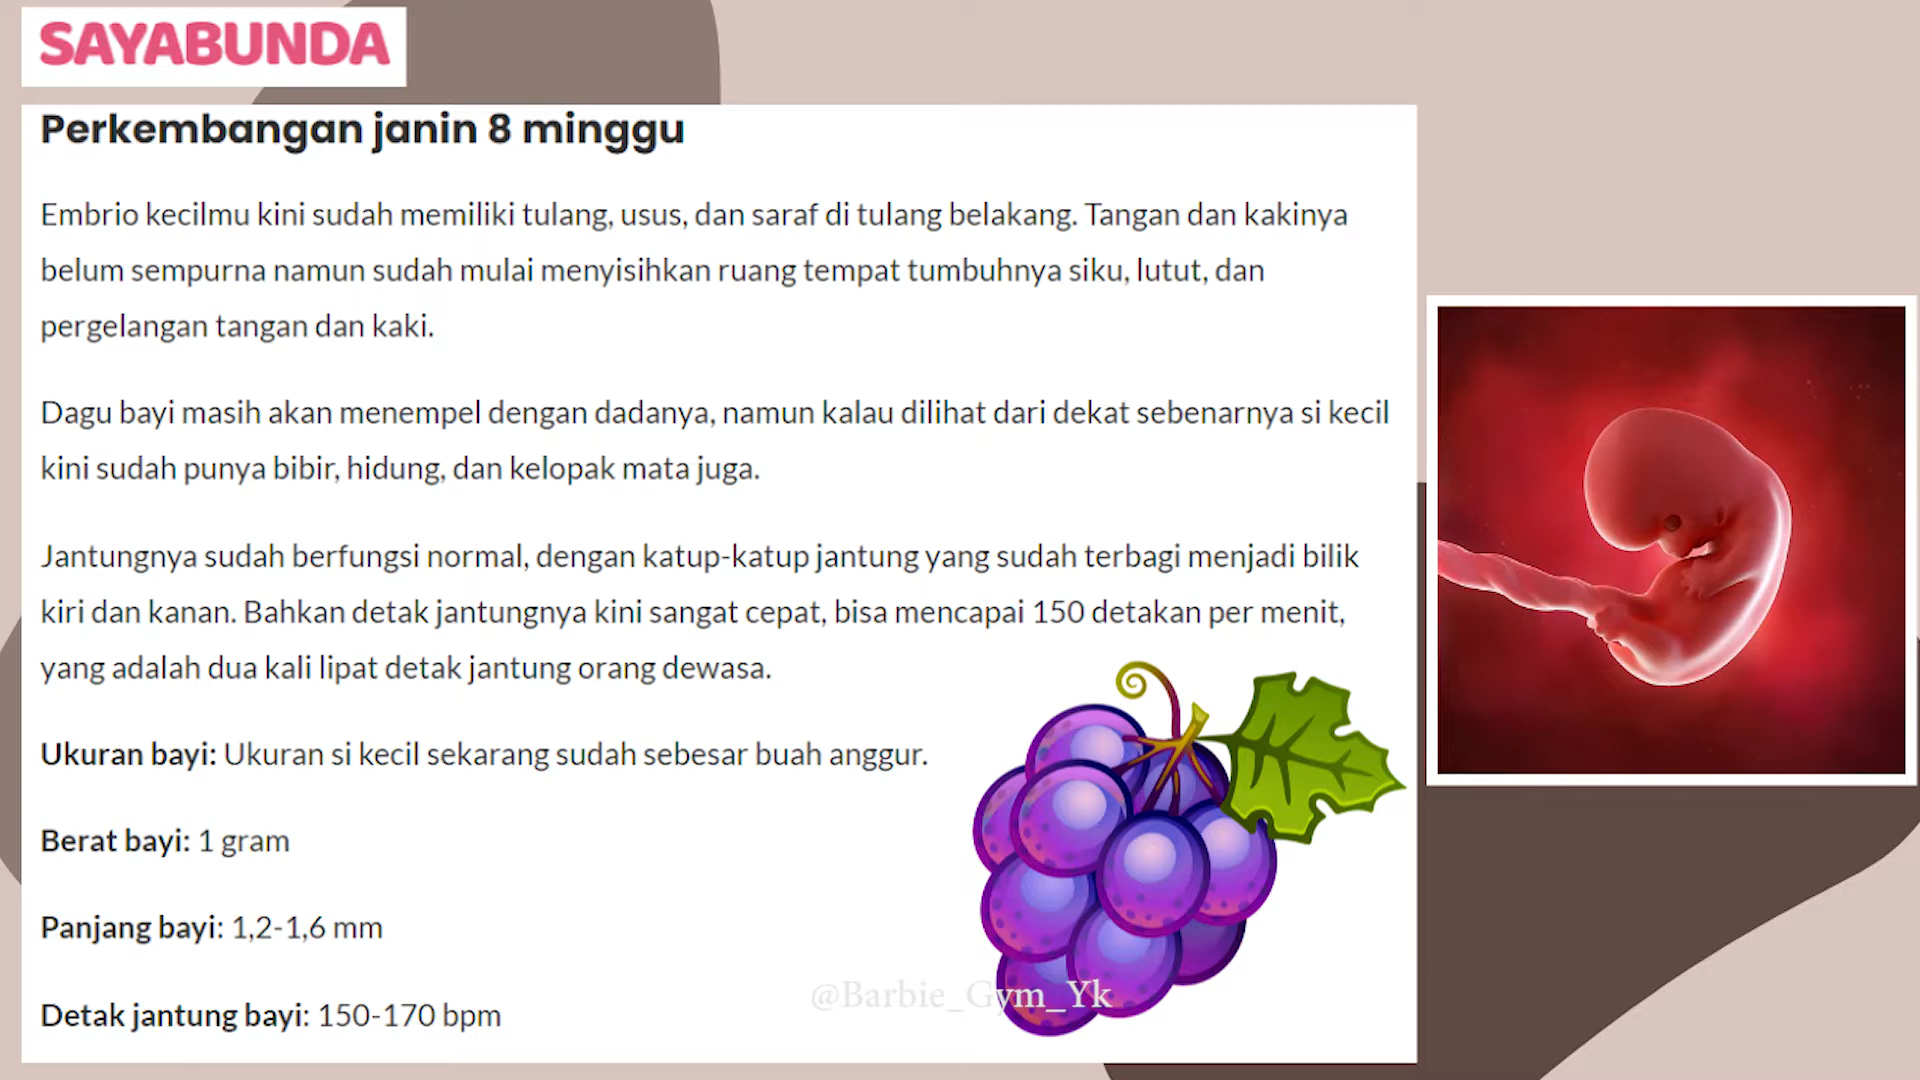 SAYABUNDA
Perkembangan janin 8 minggu
Embrio kecilmu kini sudah memiliki tulang, usus, dan saraf di tulang belakang. Tangan dan kakinya
belum sempurna namun sudah mulai menyisihkan ruang tempat tumbuhnya siku, lutut, dan
pergelangan tangan dan kaki.
Dagu bayi masih akan menempel dengan dadanya, namun kalau dilihat dari dekat sebenarnya si kecil
kini sudah punya bibir, hidung, dan kelopak mata juga.
Jantungnya sudah berfungsi normal, dengan katup-katup jantung yang sudah terbagi menjadi bilik
kiri dan kanan. Bahkan detak jantungnya kini sangat cepat, bisa mencapai 150 detakan per menit,
yang adalah dua kali lipat detak jantung orang dewasa.
Ukuran bayi: Ukuran si kecil sekarang sudah sebesar buah anggur.
Berat bayi: 1 gram
Panjang bayi: 1,2-1,6 mm
@Barbie_Gym_Yk
Detak jantung bayi: 150-170 bpm